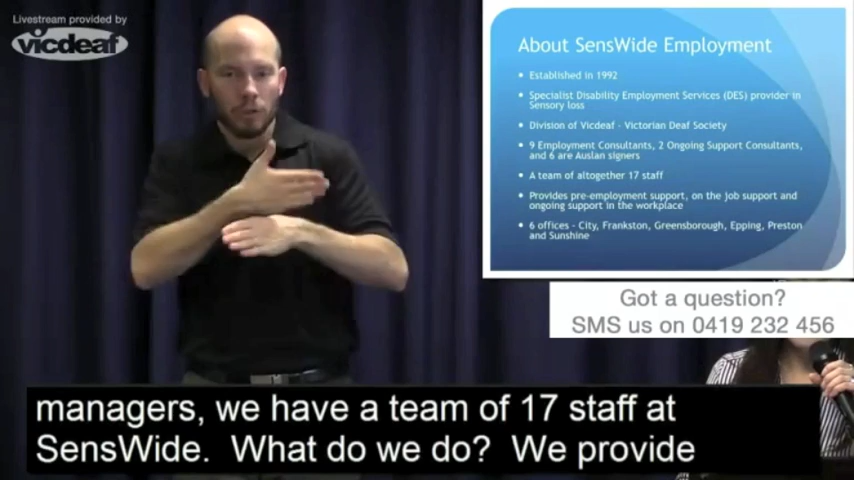 Livestream provided by
vicdeaf
About SensWide Employment
• Established in 1992
• Specialist Disability Employment Services (DES) provider in
Sensory loss
• Division of Vicdeaf - Victorian Deaf Society
• 9 Employment Consultants, 2 Ongoing Support Consultants,
and 6 are Auslan signers
• A team of altogether 17 staff
• Provides pre-employment support, on the job support and
ongoing support in the workplace
• 6 offices - City, Frankston, Greensborough, Epping, Preston
and Sunshine
Got a question?
SMS us on 0419 232 456
managers, we have a team of 17 staff at
SensWide. What do we do? We provide